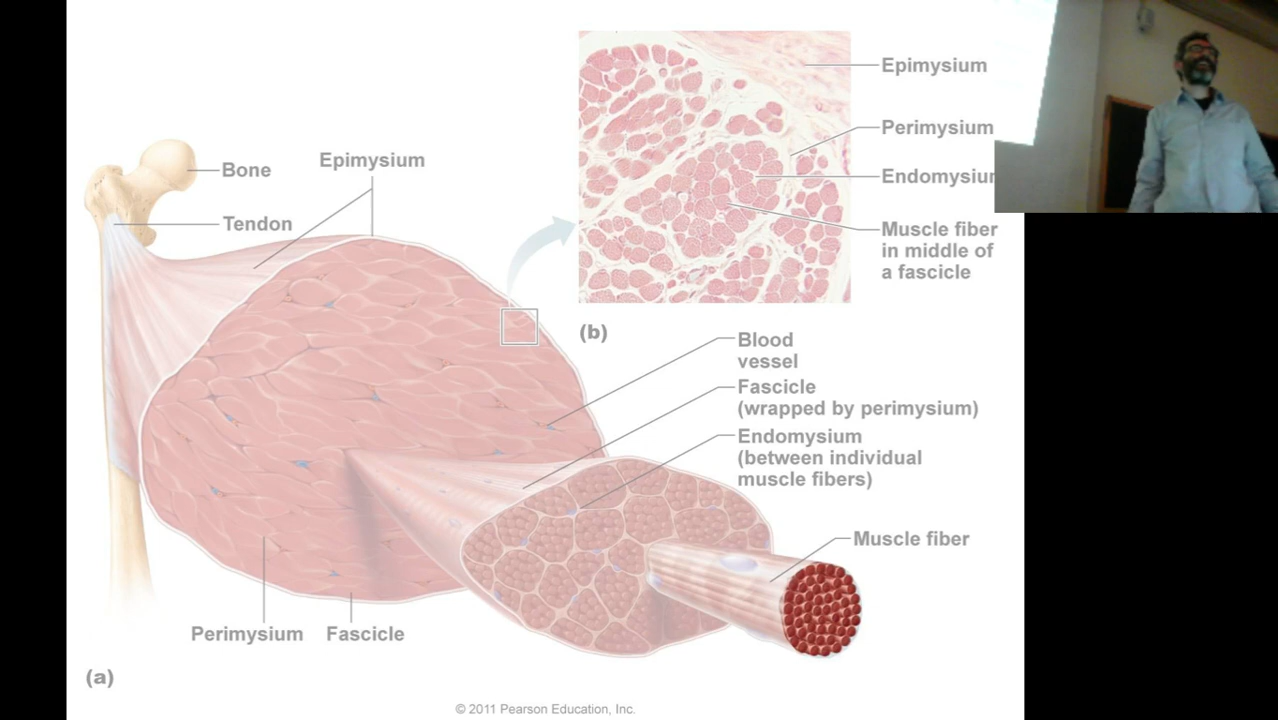 Epimysium
Bone
Tendon
Perimysium
Fascicle
(a)
Epimysium
Perimysium
Endomysiu
Muscle fiber
in middle of
a fascicle
(b)
Blood
vessel
Fascicle
(wrapped by perimysium)
Endomysium
(between individual
muscle fibers)
Muscle fiber
© 2011 Pearson Education, Inc.